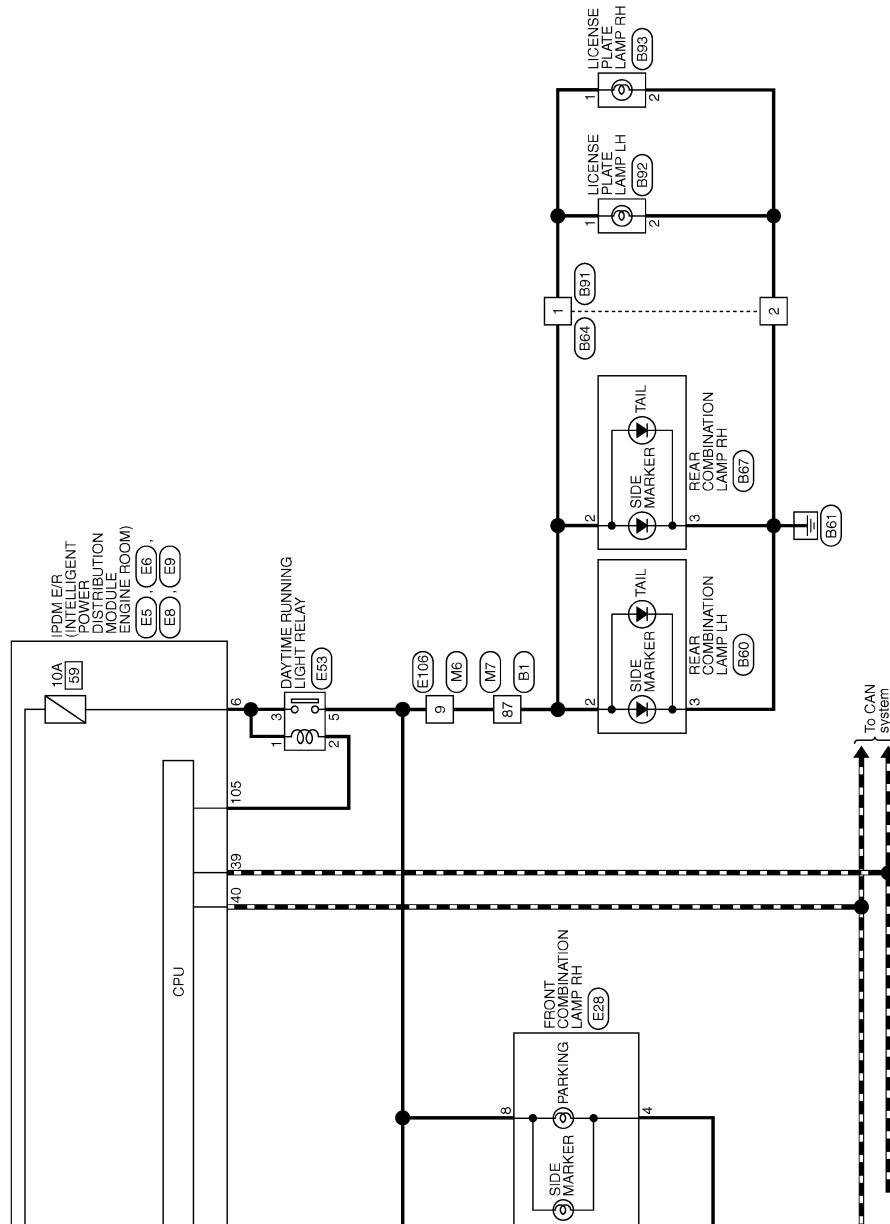 LICENSE
PLATE
LAMP RH
B93
1
2
LICENSE
PLATE
LAMP LH
B92
1
2
B91
B64
1
2
TAIL
SIDE
MARKER
2
3
REAR
COMBINATION
LAMP RH
B67
B61
TAIL
SIDE
MARKER
2
3
REAR
COMBINATION
LAMP LH
B60
IPDM E/R
(INTELLIGENT
POWER
DISTRIBUTION
MODULE
ENGINE ROOM)
E5 , E6 ,
E8 , E9
10A
59
6
DAYTIME RUNNING
LIGHT RELAY
E53
3
5
1
2
E106
M6
9
M7
B1
87
105
39
40
CPU
To CAN
system
FRONT
COMBINATION
LAMP RH
E28
PARKING
8
4
SIDE
MARKER